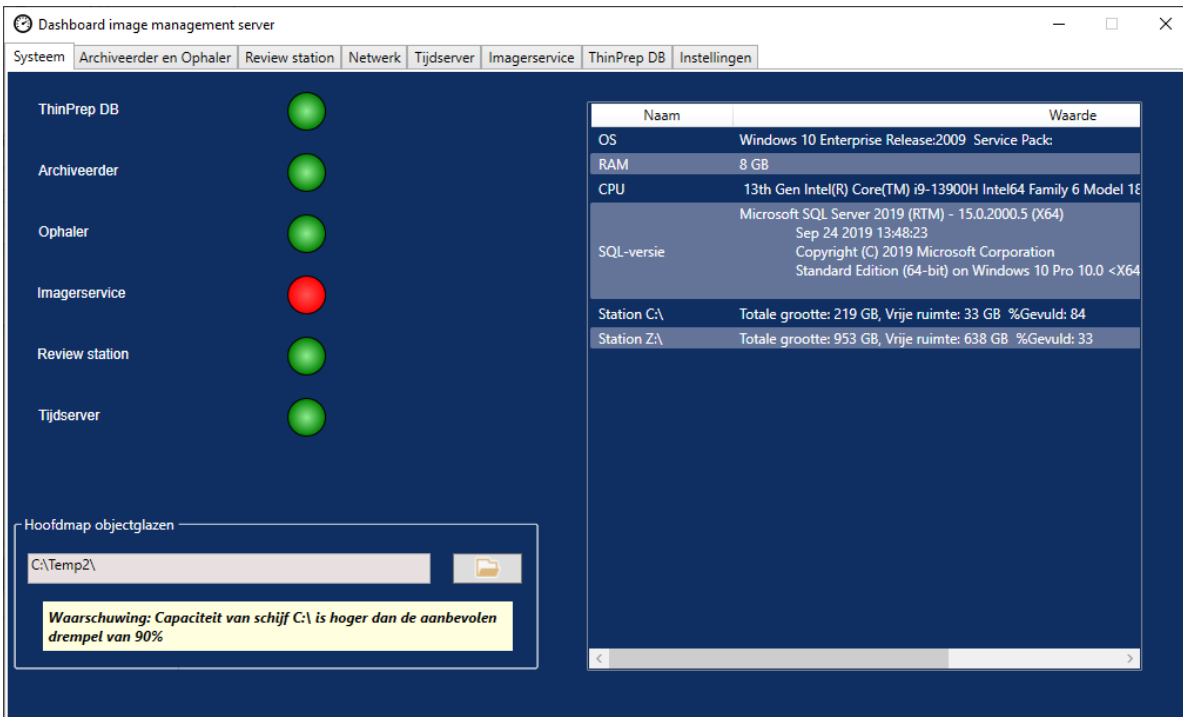 Dashboard image management server
Systeem Archiveerder en Ophaler Review station Netwerk Tijdserver Imagerservice ThinPrep DB Instellingen
ThinPrep DB
Archiveerder
Ophaler
Imagerservice
Review station
Tijdserver
Hoofdmap objectglazen
C:\Temp2\
Waarschuwing: Capaciteit van schijf C:\ is hoger dan de aanbevolen
drempel van 90%
Naam Waarde
OS Windows 10 Enterprise Release:2009 Service Pack:
RAM 8 GB
CPU 13th Gen Intel(R) Core(TM) i9-13900H Intel64 Family 6 Model 18
SQL-versie
Microsoft SQL Server 2019 (RTM) - 15.0.2000.5 (X64)
Sep 24 2019 13:48:23
Copyright (C) 2019 Microsoft Corporation
Standard Edition (64-bit) on Windows 10 Pro 10.0 <X64
Station C:\ Totale grootte: 219 GB, Vrije ruimte: 33 GB %Gevuld: 84
Station Z:\ Totale grootte: 953 GB, Vrije ruimte: 638 GB %Gevuld: 33